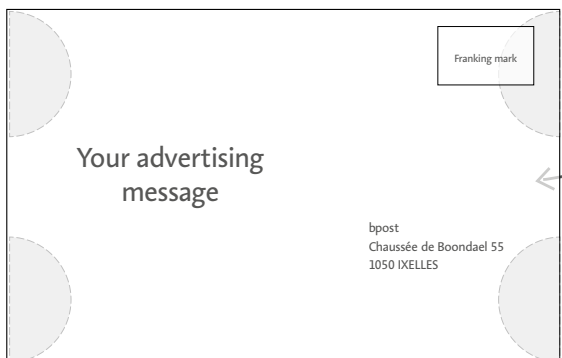 Franking mark
Your advertising
message
bpost
Chaussée de Boondael 55
1050 IXELLES